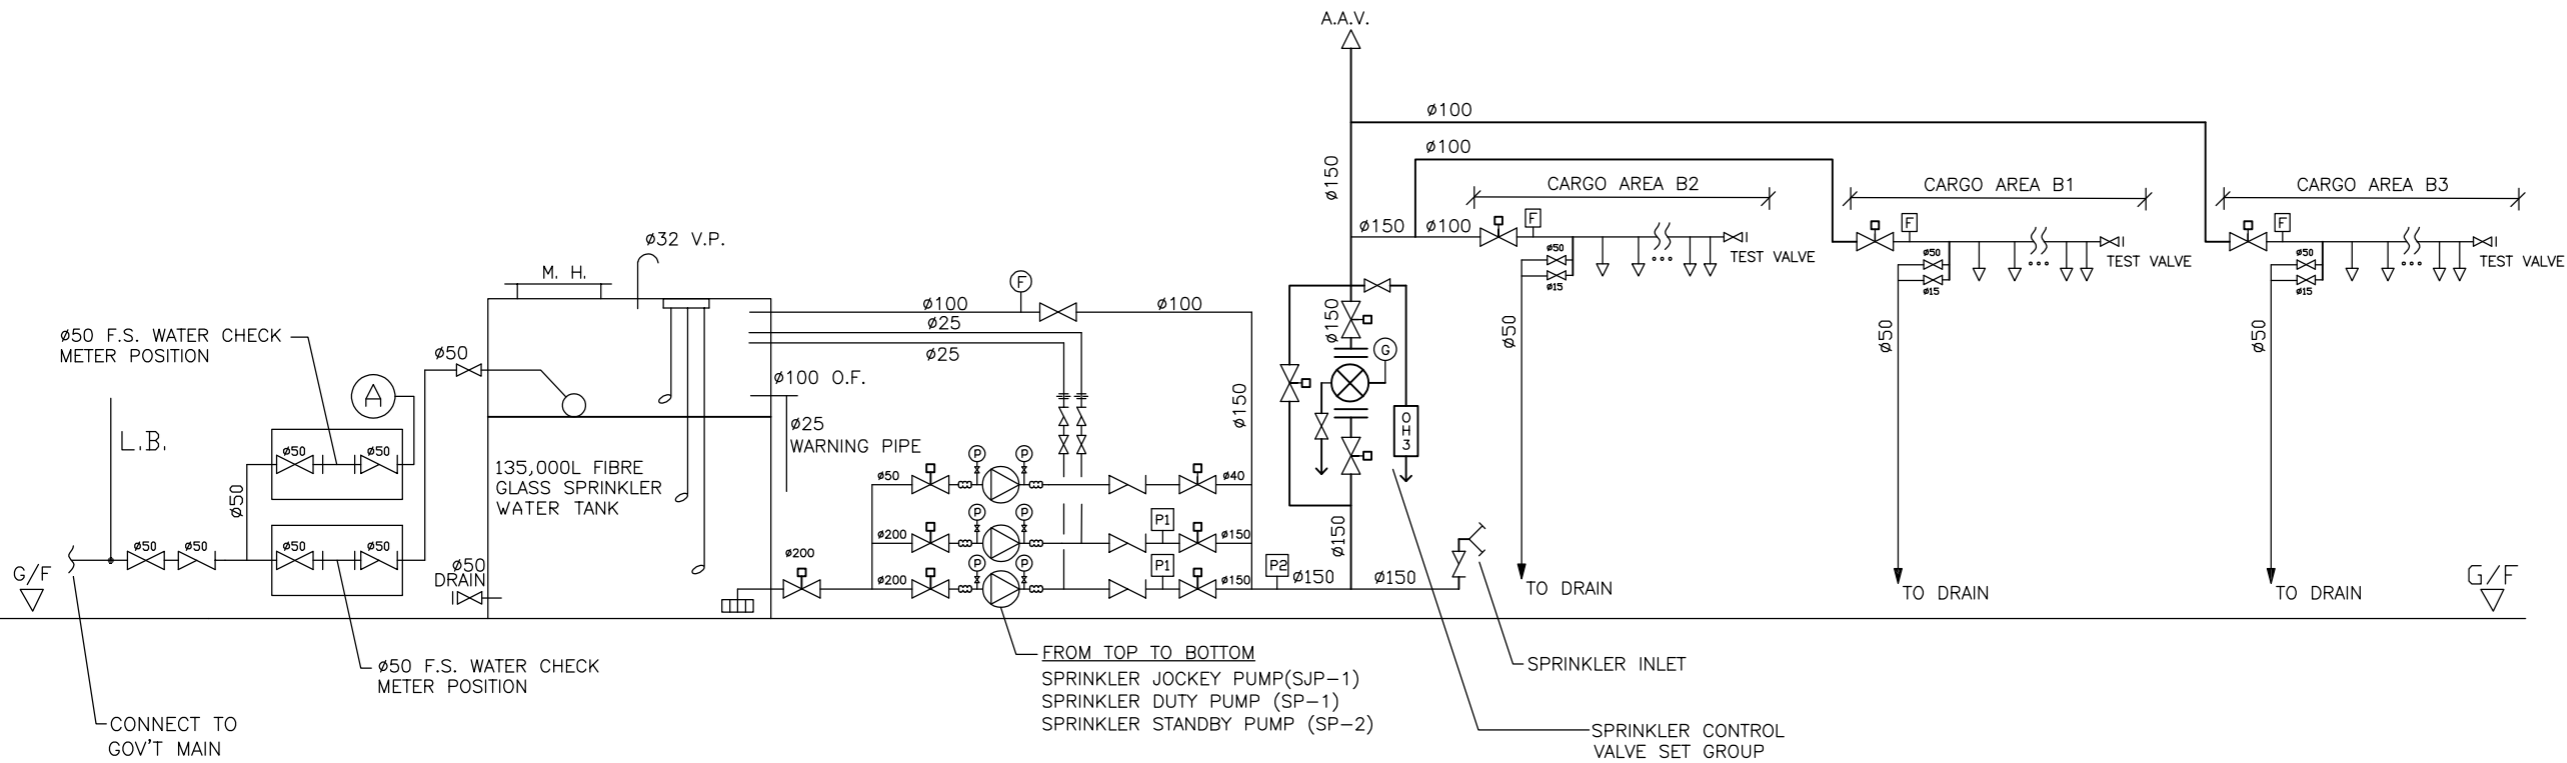 A.A.V.
ø100
ø100
ø150
CARGO AREA B2
CARGO AREA B1
CARGO AREA B3
ø150
ø100
F
F
F
ø50
ø15
TEST VALVE
ø50
ø15
TEST VALVE
ø50
ø15
TEST VALVE
ø50
ø50
ø50
TO DRAIN
TO DRAIN
TO DRAIN
G/F
ø32 V.P.
M. H.
F
ø100
ø100
ø25
ø25
ø150
G
ø50 F.S. WATER CHECK
METER POSITION
ø50
A
ø100 O.F.
ø25
WARNING PIPE
ø150
OH3
L.B.
ø50
ø50
ø50
135,000L FIBRE
GLASS SPRINKLER
WATER TANK
P
P
ø50
ø40
P
P
P1
ø200
ø150
P
P
P1
ø200
ø200
ø150
P2
ø150
ø150
ø150
G/F
ø50
ø50
ø50
ø50
ø50
DRAIN
ø50 F.S. WATER CHECK
METER POSITION
CONNECT TO
GOV'T MAIN
FROM TOP TO BOTTOM
SPRINKLER JOCKEY PUMP(SJP-1)
SPRINKLER DUTY PUMP (SP-1)
SPRINKLER STANDBY PUMP (SP-2)
SPRINKLER INLET
SPRINKLER CONTROL
VALVE SET GROUP